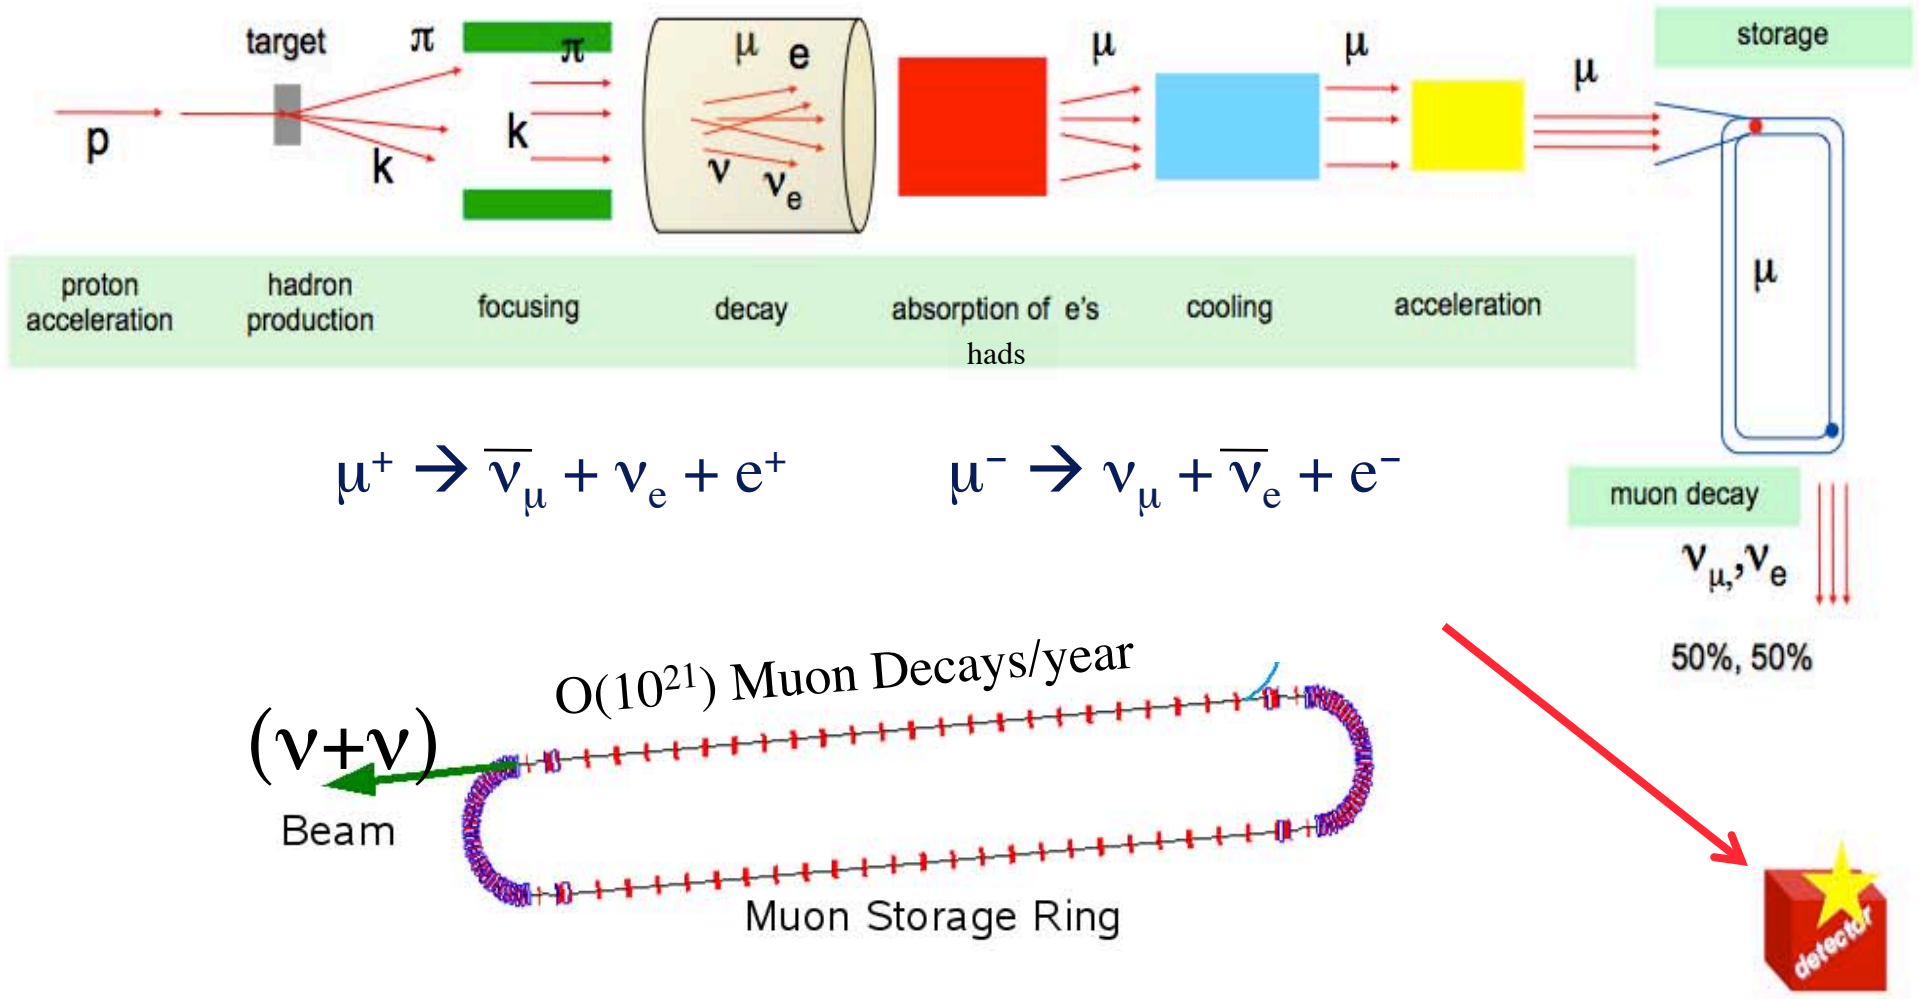 target
π
π
μ e
μ
μ
μ
storage
p
k
k
ν
νe
μ
proton
acceleration
hadron
production
focusing
decay
absorption of e's
hads
cooling
acceleration
μ⁺ → ν̅μ + νe + e⁺
μ⁻ → νμ + ν̅e + e⁻
muon decay
νμ,,νe
50%, 50%
O(10²¹) Muon Decays/year
(ν+ν)
Beam
Muon Storage Ring
detector